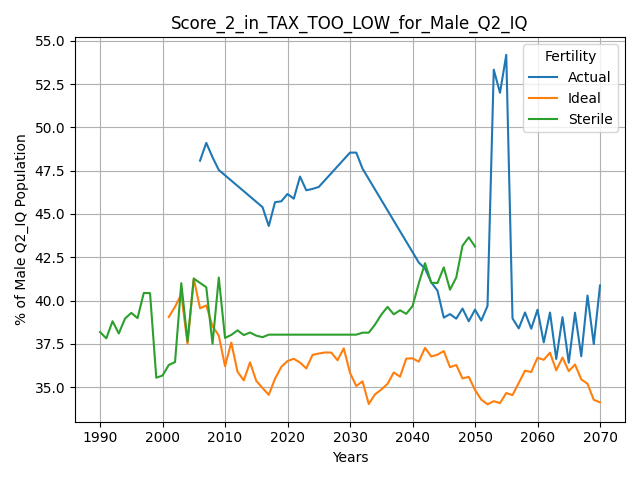 Score_2_in_TAX_TOO_LOW_for_Male_Q2_IQ
% of Male Q2_IQ Population
55.0
52.5
50.0
47.5
45.0
42.5
40.0
37.5
35.0
Fertility
Actual
Ideal
Sterile
1990 2000 2010 2020 2030 2040 2050 2060 2070
Years